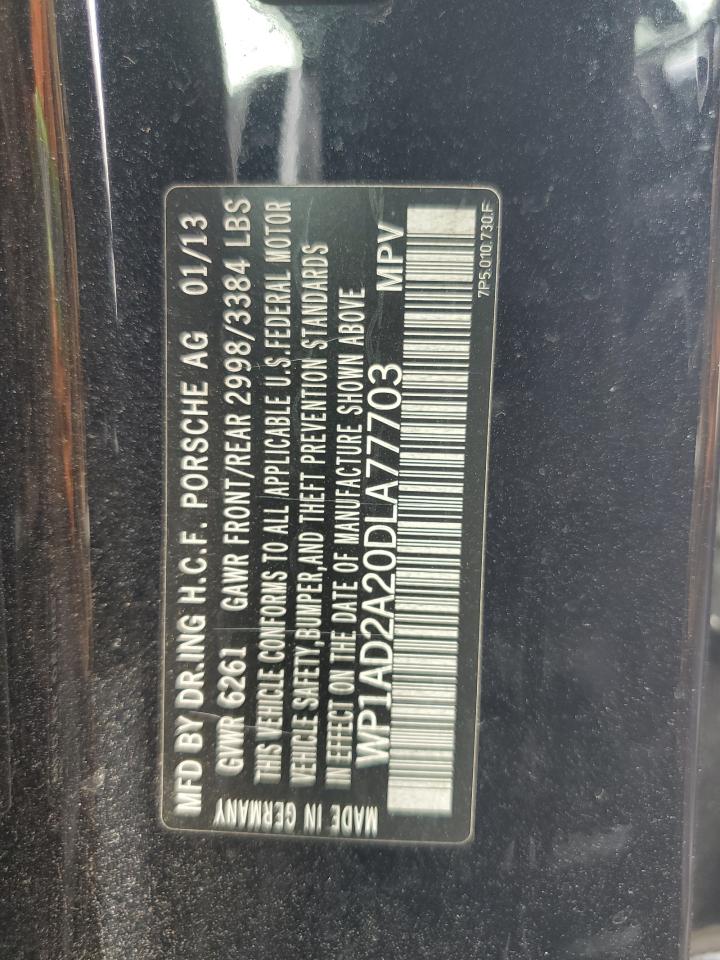 MFD BY DR.ING H.C.F. PORSCHE AG 01/13
GVWR 6261 GAWR FRONT/REAR 2998/3384 LBS
THIS VEHICLE CONFORMS TO ALL APPLICABLE U.S.FEDERAL MOTOR
VEHICLE SAFETY,BUMPER,AND THEFT PREVENTION STANDARDS
IN EFFECT ON THE DATE OF MANUFACTURE SHOWN ABOVE
WP1AD2A20DLA77703 MPV
7P5.010.730.F
MADE IN GERMANY